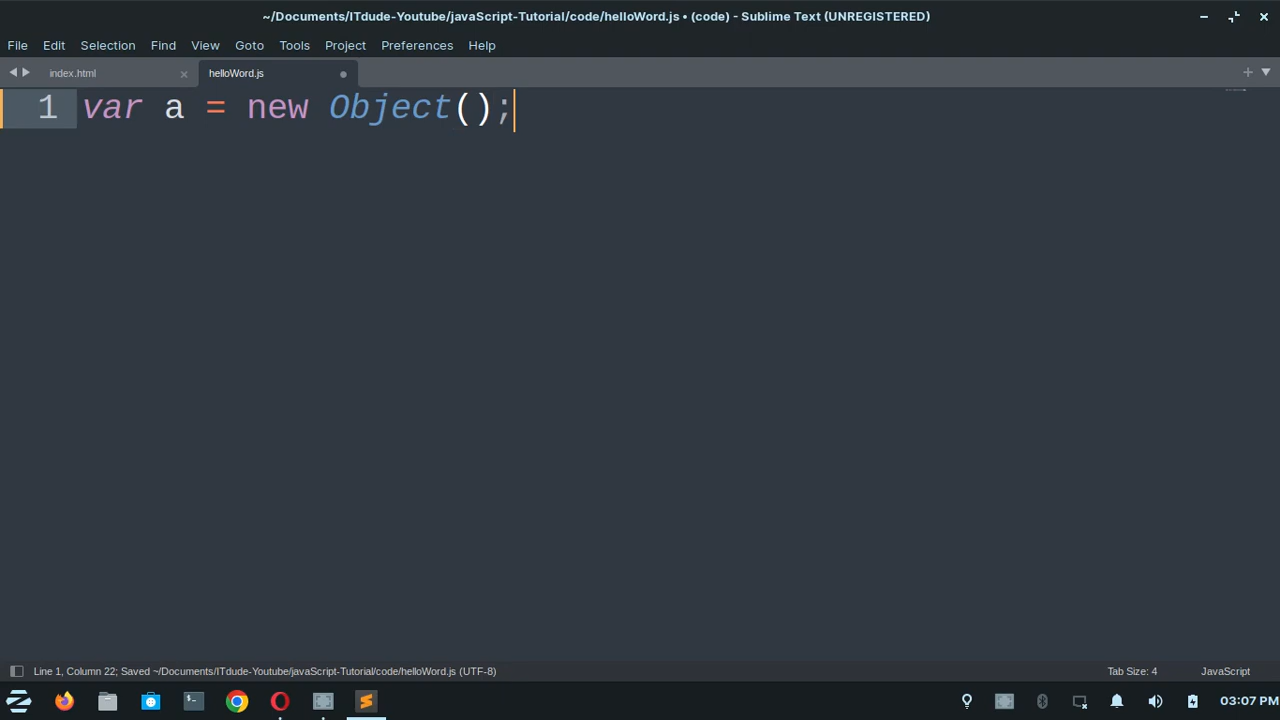 ~/Documents/ITdude-Youtube/javaScript-Tutorial/code/helloWord.js • (code) - Sublime Text (UNREGISTERED)
File Edit Selection Find View Goto Tools Project Preferences Help
index.html helloWord.js
1 var a = new Object();
Line 1, Column 22; Saved ~/Documents/ITdude-Youtube/javaScript-Tutorial/code/helloWord.js (UTF-8) Tab Size: 4 JavaScript
03:07 PM